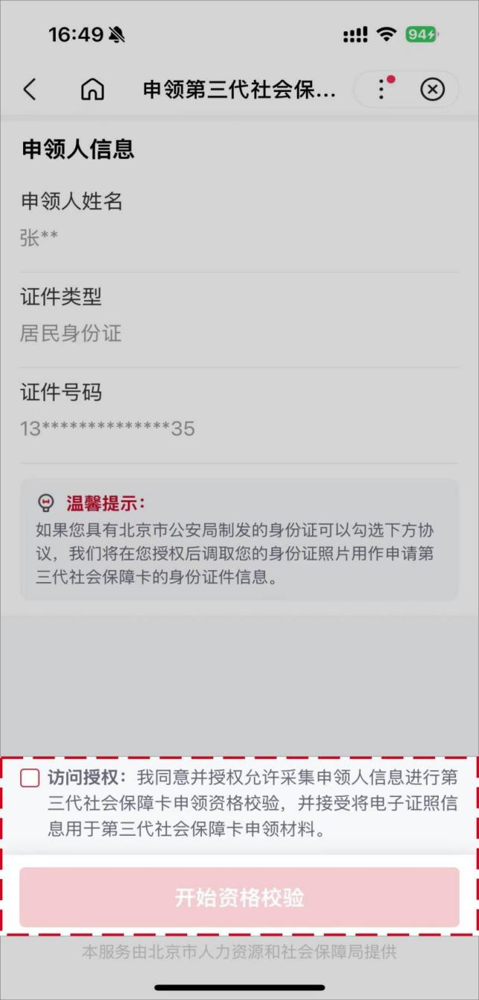 16:49
94
申领第三代社会保...
申领人信息
申领人姓名
张**
证件类型
居民身份证
证件号码
13**************35
温馨提示：
如果您具有北京市公安局制发的身份证可以勾选下方协
议，我们将在您授权后调取您的身份证照片用作申请第
三代社会保障卡的身份证件信息。
访问授权：我同意并授权允许采集申领人信息进行第
三代社会保障卡申领资格校验，并接受将电子证照信
息用于第三代社会保障卡申领材料。
开始资格校验
本服务由北京市人力资源和社会保障局提供